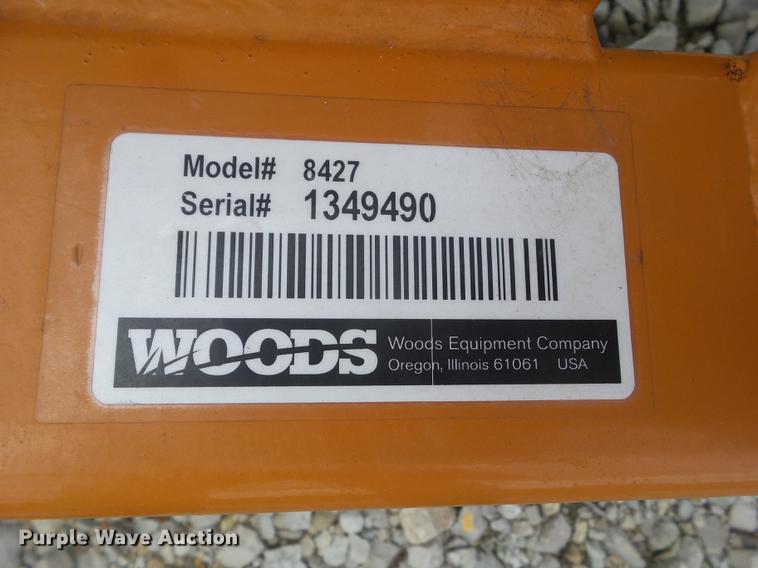 Model# 8427
Serial# 1349490
WOODS
Woods Equipment Company
Oregon, Illinois 61061 USA
Purple Wave Auction